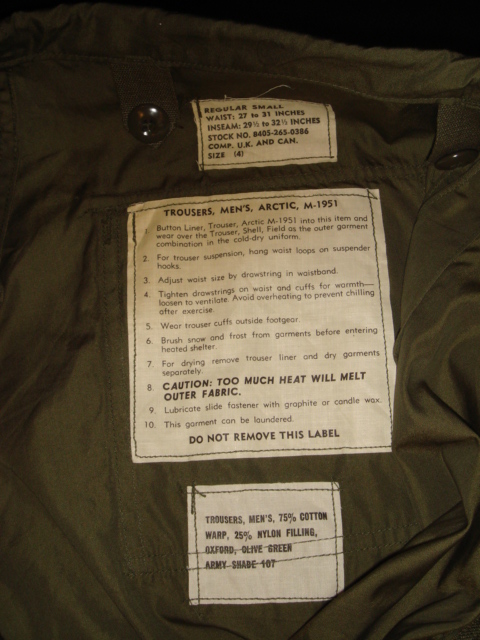 REGULAR SMALL
WAIST: 27 to 31 INCHES
INSEAM: 29½ to 32½ INCHES
STOCK NO. 8405-265-0386
COMP. U.K. AND CAN.
SIZE (4)
TROUSERS, MEN'S, ARCTIC, M-1951
Button Liner, Trouser, Arctic M-1951 into this item and
wear over the Trouser, Shell, Field as the outer garment
combination in the cold-dry uniform.
2. For trouser suspension, hang waist loops on suspender
hooks.
3. Adjust waist size by drawstring in waistband.
4. Tighten drawstrings on waist and cuffs for warmth—
loosen to ventilate. Avoid overheating to prevent chilling
after exercise.
5. Wear trouser cuffs outside footgear.
6. Brush snow and frost from garments before entering
heated shelter.
7. For drying remove trouser liner and dry garments
separately.
8. CAUTION: TOO MUCH HEAT WILL MELT
OUTER FABRIC.
9. Lubricate slide fastener with graphite or candle wax.
10. This garment can be laundered.
DO NOT REMOVE THIS LABEL
TROUSERS, MEN'S, 75% COTTON
WARP, 25% NYLON FILLING,
OXFORD, OLIVE GREEN
ARMY SHADE 107